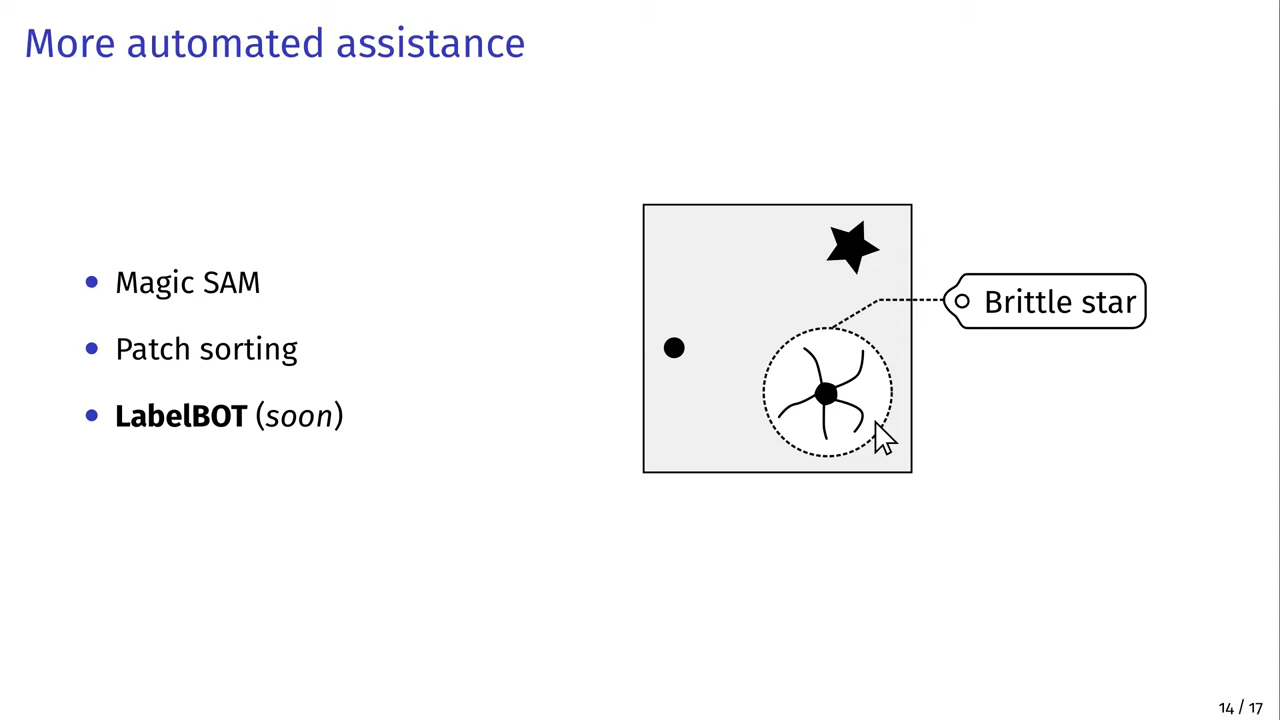 More automated assistance
Magic SAM
Patch sorting
LabelBOT (soon)
Brittle star
14 / 17